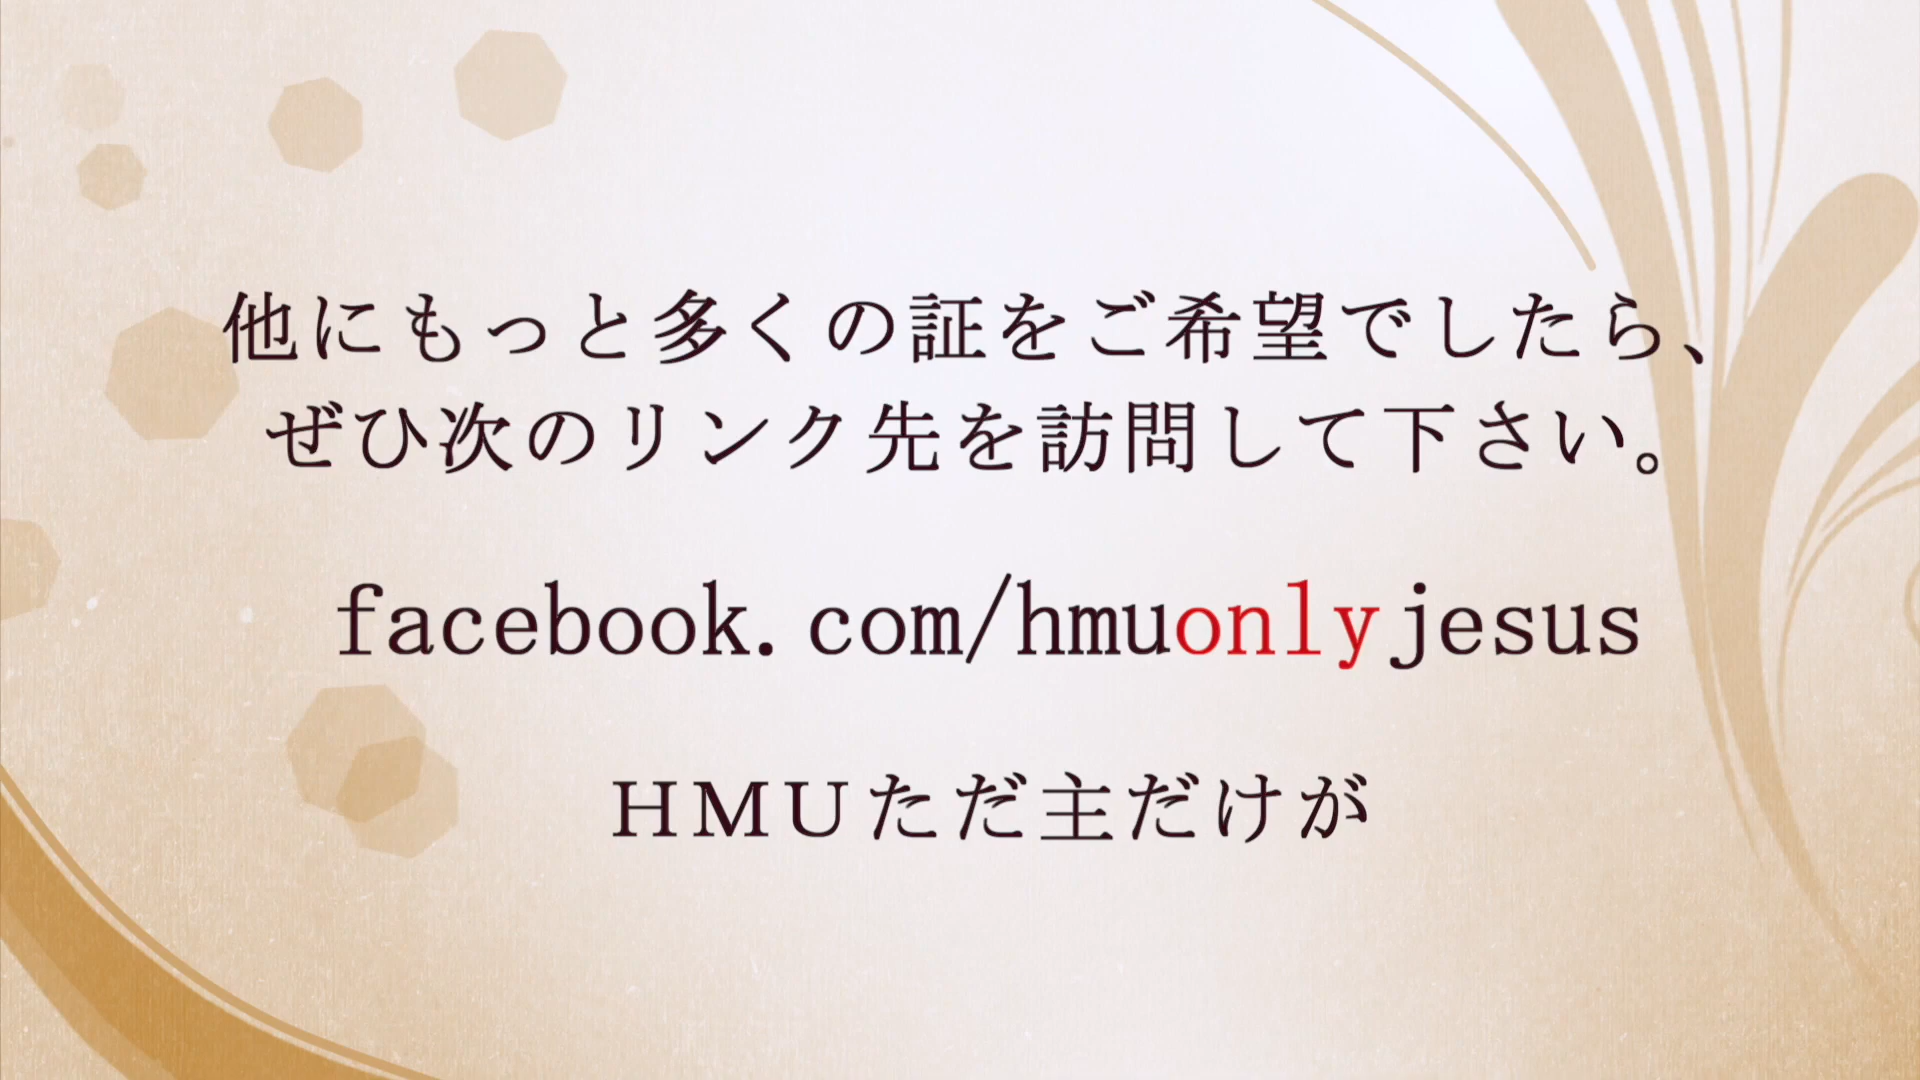 他にもっと多くの証をご希望でしたら、
ぜひ次のリンク先を訪問して下さい。
facebook.com/hmuonlyjesus
ＨＭＵただ主だけが